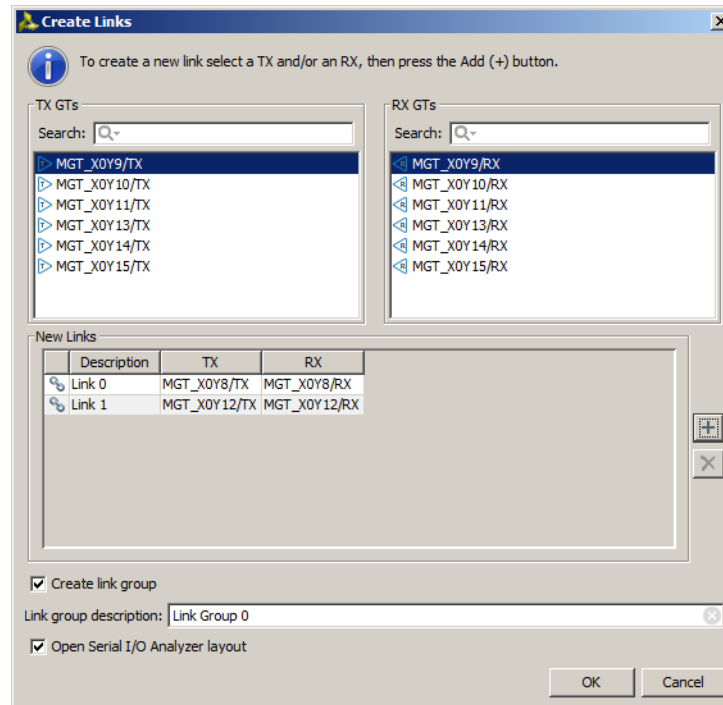 Create Links
To create a new link select a TX and/or an RX, then press the Add (+) button.
TX GTs
Search:
MGT_X0Y9/TX
MGT_X0Y10/TX
MGT_X0Y11/TX
MGT_X0Y13/TX
MGT_X0Y14/TX
MGT_X0Y15/TX
RX GTs
Search:
MGT_X0Y9/RX
MGT_X0Y10/RX
MGT_X0Y11/RX
MGT_X0Y13/RX
MGT_X0Y14/RX
MGT_X0Y15/RX
New Links
Description TX RX
Link 0 MGT_X0Y8/TX MGT_X0Y8/RX
Link 1 MGT_X0Y12/TX MGT_X0Y12/RX
Create link group
Link group description: Link Group 0
Open Serial I/O Analyzer layout
OK Cancel